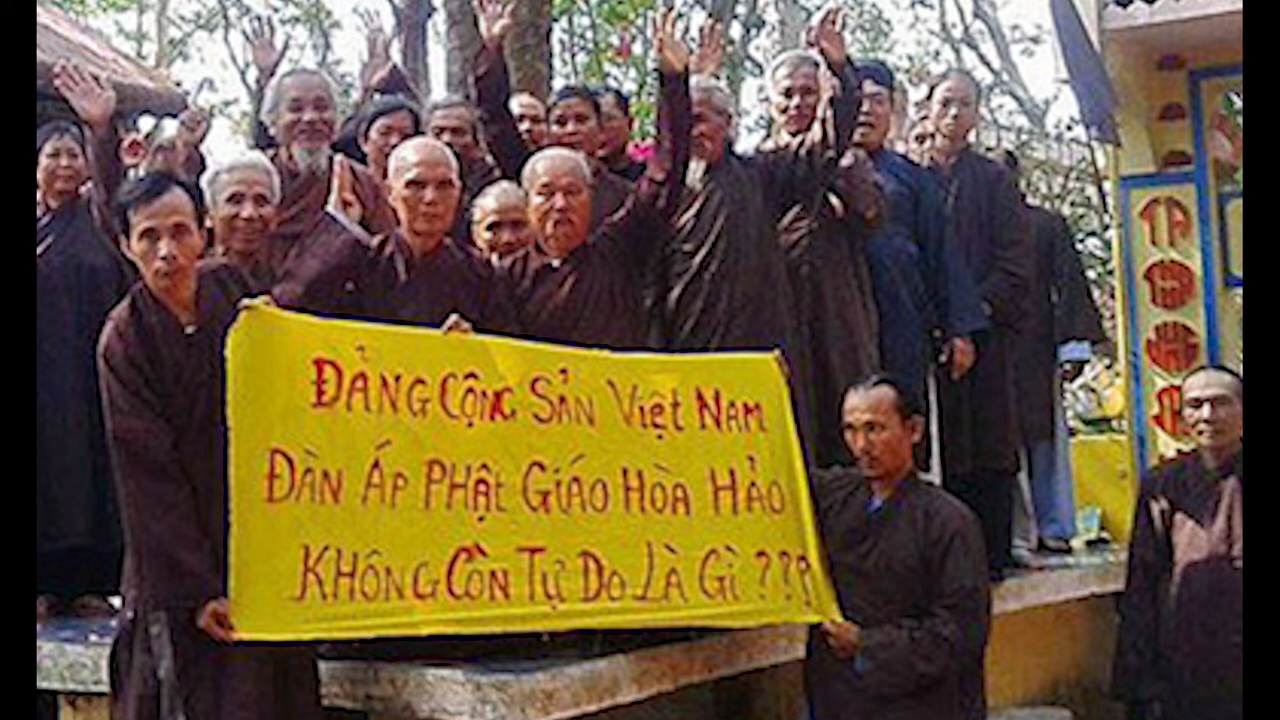 ĐẢNG CỘNG SẢN VIỆT NAM
ĐÀN ÁP PHẬT GIÁO HÒA HẢO
KHÔNG CÒN TỰ DO LÀ GÌ ???